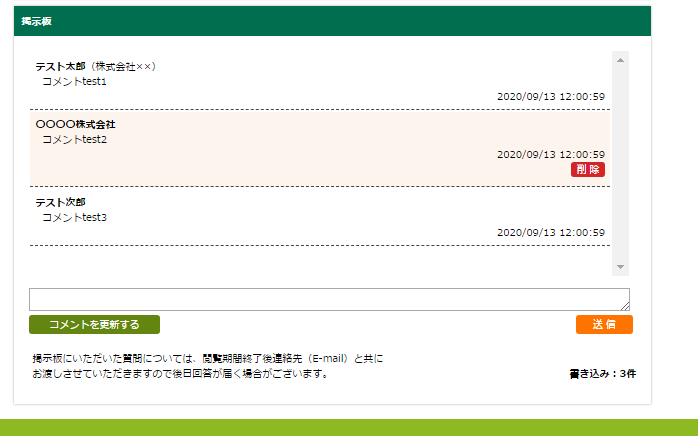 掲示板
テスト太郎（株式会社××）
コメントtest1
2020/09/13 12:00:59
〇〇〇〇株式会社
コメントtest2
2020/09/13 12:00:59
削除
テスト次郎
コメントtest3
2020/09/13 12:00:59
コメントを更新する
送信
掲示板にいただいた質問については、閲覧期間終了後連絡先（E-mail）と共に
お渡しさせていただきますので後日回答が届く場合がございます。
書き込み：3件